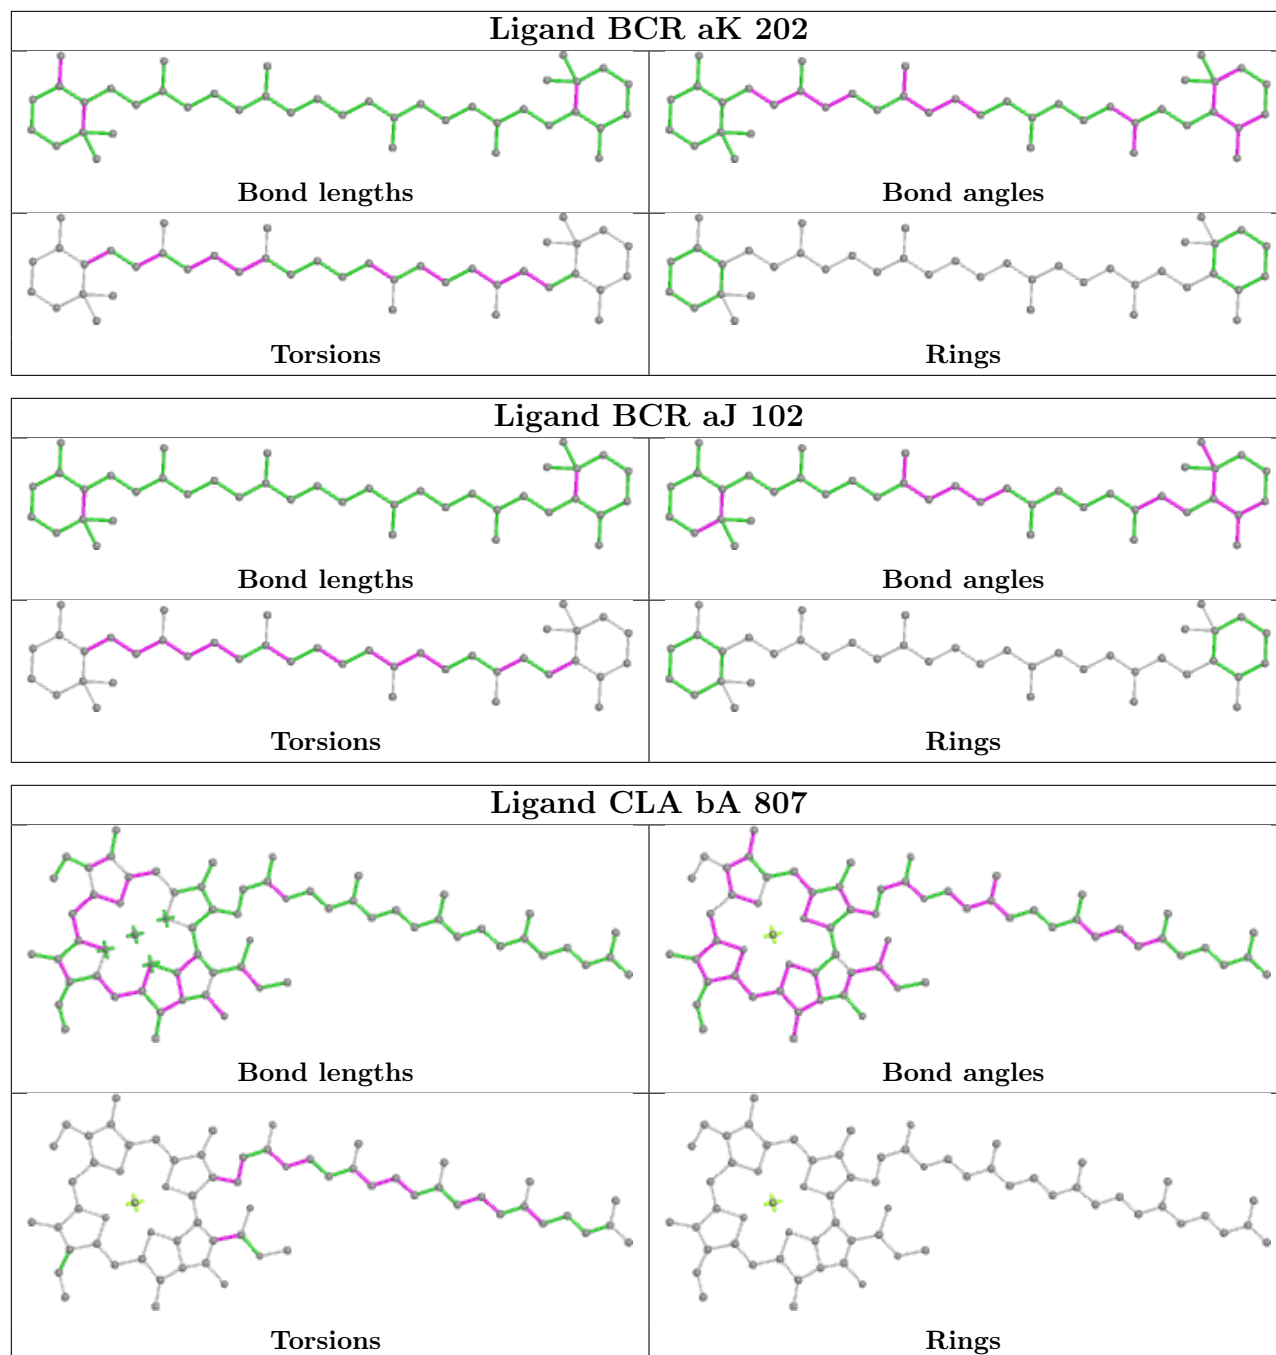 Ligand BCR aK 202
Bond lengths
Bond angles
Torsions
Rings
Ligand BCR aJ 102
Bond lengths
Bond angles
Torsions
Rings
Ligand CLA bA 807
Bond lengths
Bond angles
Torsions
Rings